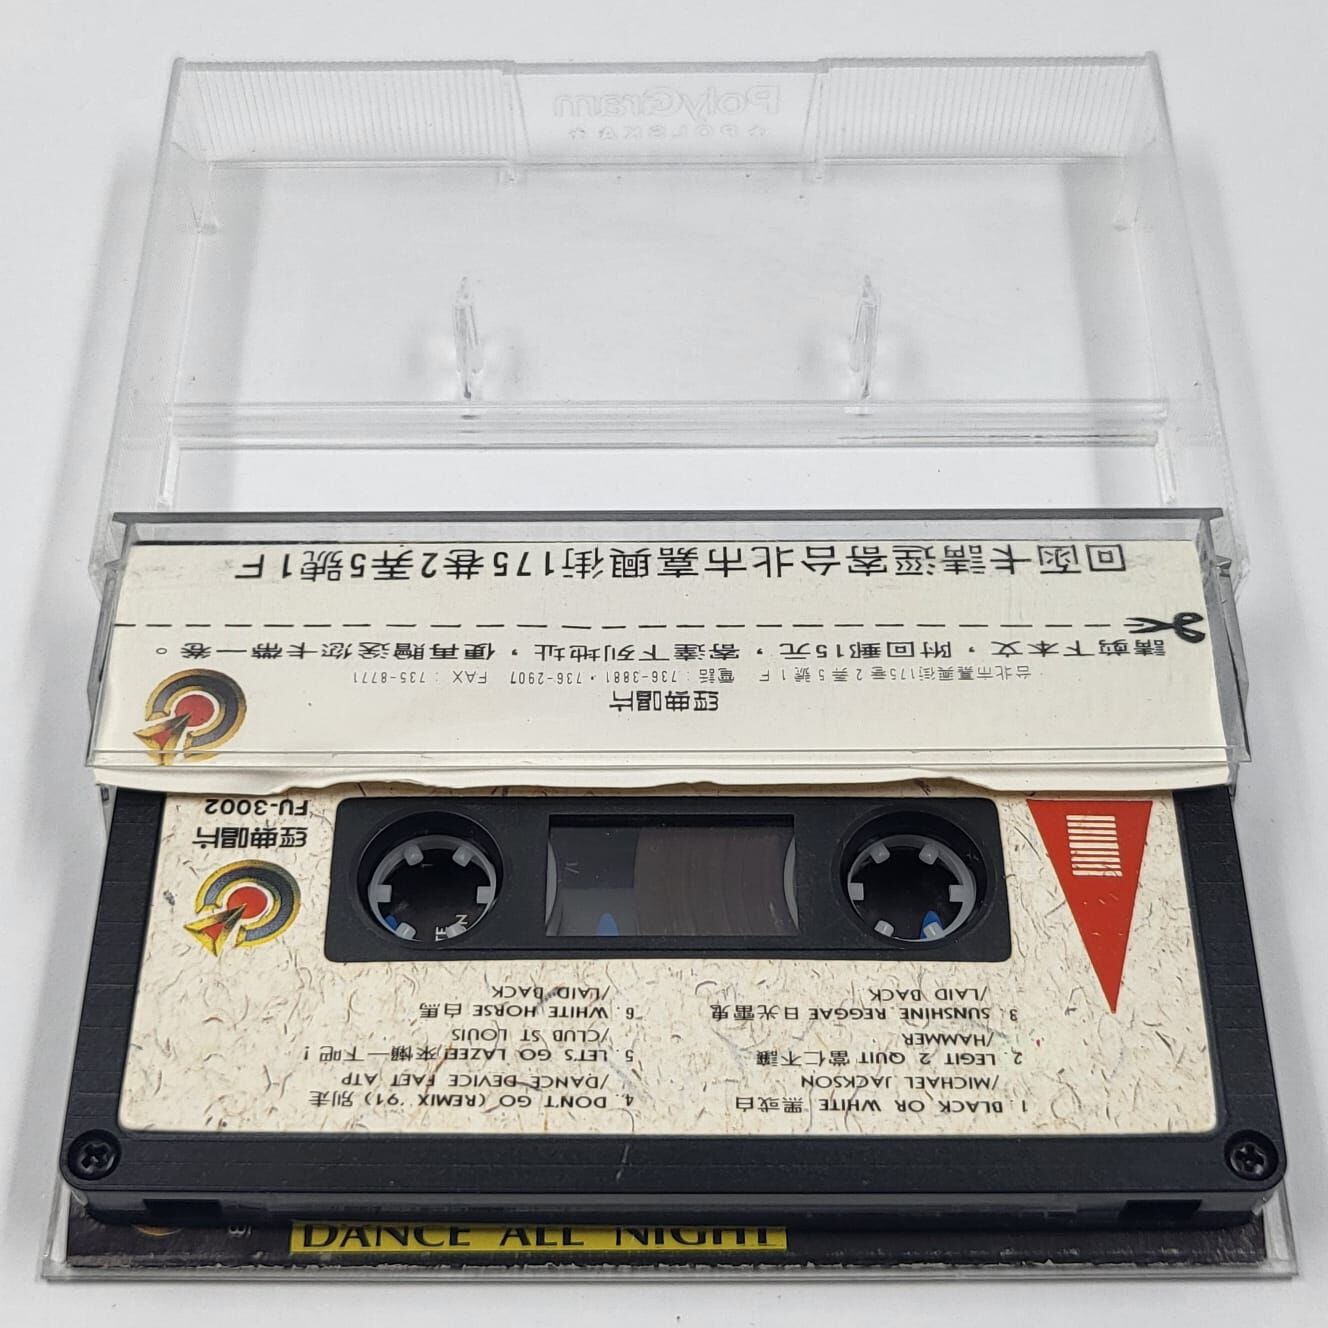 PolyGram
*POLSKA*
回函卡請逕寄台北市嘉興街175巷2弄5號1F
請剪下本文，附回郵15元，寄達下列地址，便再贈送您卡帶一卷。
台北市嘉興街175巷2弄5號1F 電話：736-3881・736-2907 FAX：735-8771
經典唱片
FU-3002
經典唱片
1. BLACK OR WHITE 黑或白
/MICHAEL JACKSON
2. LEGIT 2 QUIT 當仁不讓
/HAMMER
3. SUNSHINE REGGAE 日光雷鬼
/LAID BACK
4. DON'T GO (REMIX '91) 別走
/DANCE DEVICE FAET ATP
5. LETS GO LAZEE 來懶一下吧！
/CLUD ST LOUIS
6. WHITE HORSE 白馬
/LAID BACK
DANCE ALL NIGHT